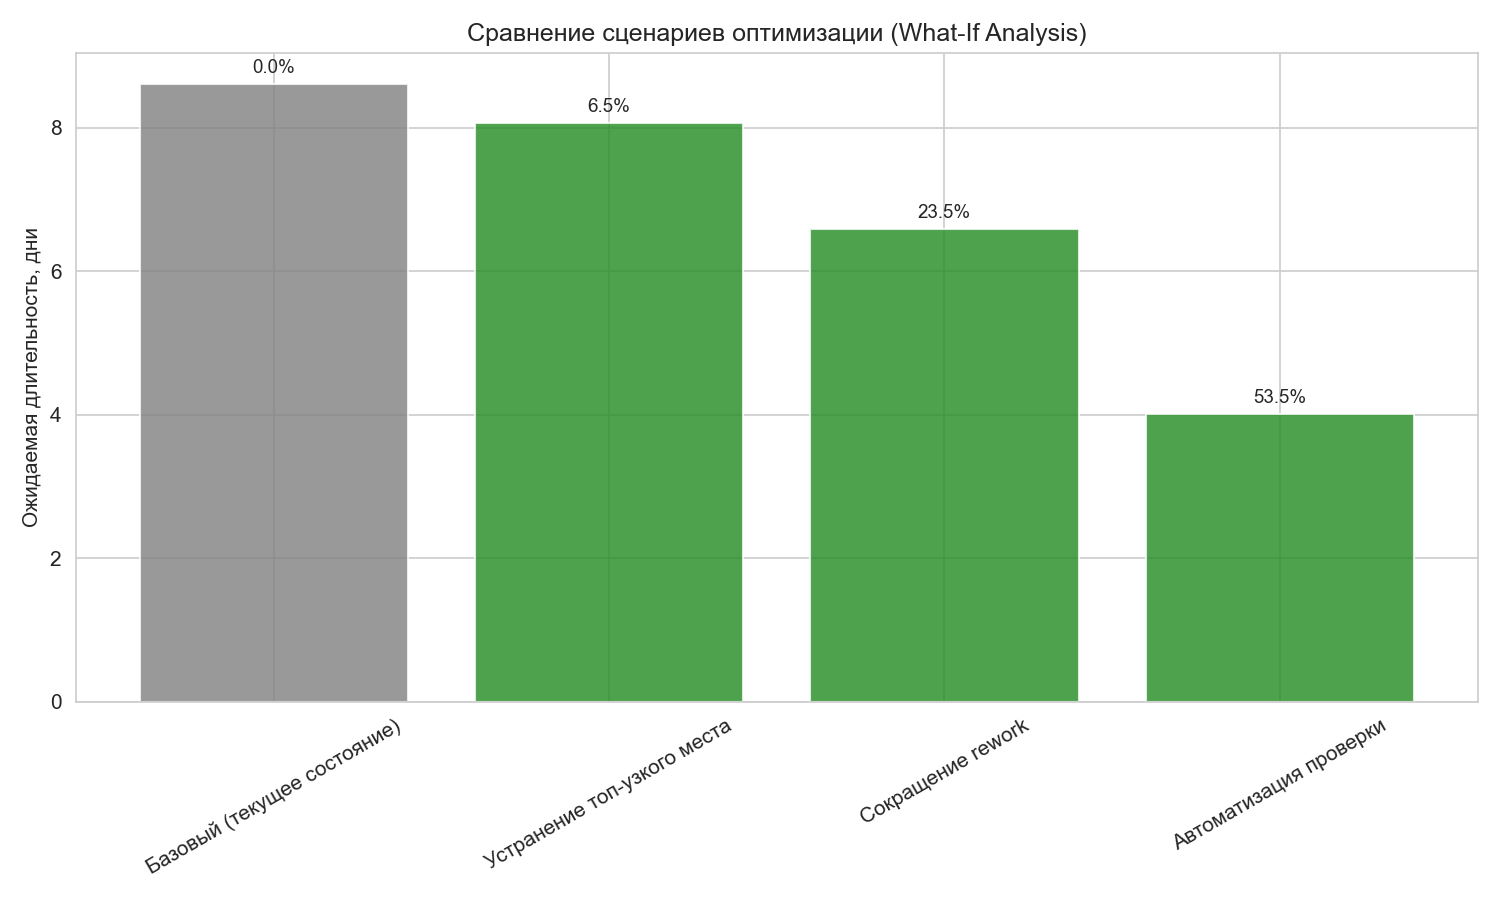 Сравнение сценариев оптимизации (What-If Analysis)
Ожидаемая длительность, дни
8
6
4
2
0
0.0%
6.5%
23.5%
53.5%
Базовый (текущее состояние)
Устранение топ-узкого места
Сокращение rework
Автоматизация проверки